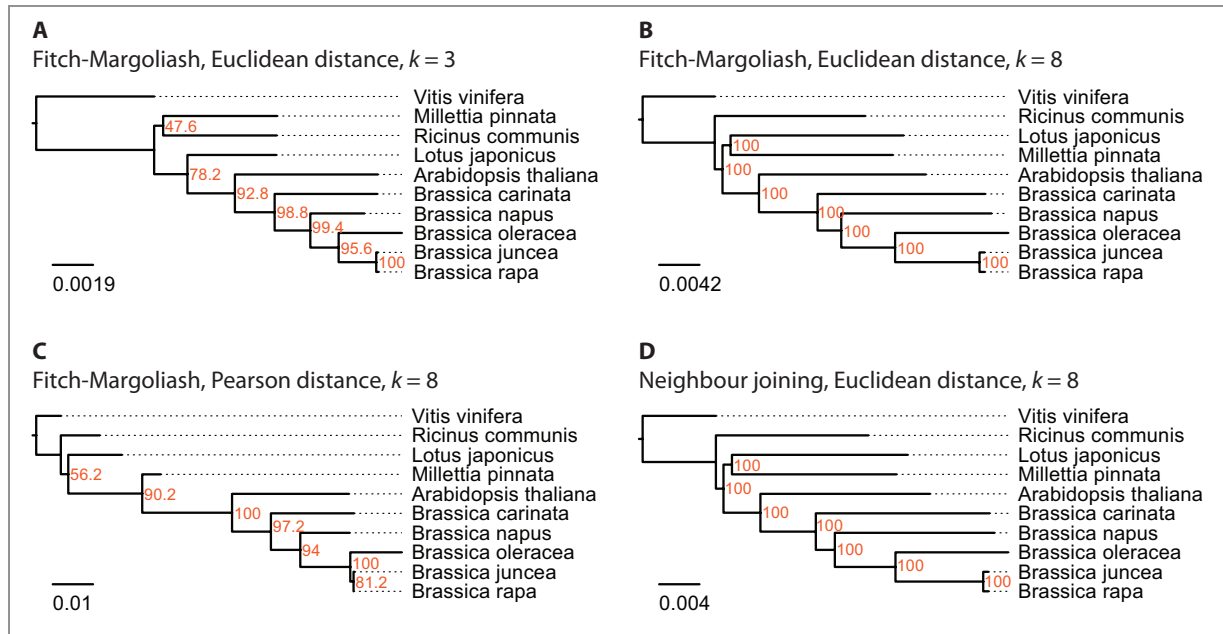 A
Fitch-Margoliash, Euclidean distance, k = 3
Vitis vinifera
Millettia pinnata
47.6
Ricinus communis
Lotus japonicus
78.2
Arabidopsis thaliana
92.8
Brassica carinata
98.8
Brassica napus
99.4
Brassica oleracea
95.6
Brassica juncea
100
Brassica rapa
0.0019
B
Fitch-Margoliash, Euclidean distance, k = 8
Vitis vinifera
Ricinus communis
Lotus japonicus
100
Millettia pinnata
100
Arabidopsis thaliana
100
Brassica carinata
100
Brassica napus
100
Brassica oleracea
100
Brassica juncea
100
Brassica rapa
0.0042
C
Fitch-Margoliash, Pearson distance, k = 8
Vitis vinifera
Ricinus communis
Lotus japonicus
56.2
Millettia pinnata
90.2
Arabidopsis thaliana
100
Brassica carinata
97.2
Brassica napus
94
Brassica oleracea
100
Brassica juncea
81.2
Brassica rapa
0.01
D
Neighbour joining, Euclidean distance, k = 8
Vitis vinifera
Ricinus communis
Lotus japonicus
100
Millettia pinnata
100
Arabidopsis thaliana
100
Brassica carinata
100
Brassica napus
100
Brassica oleracea
100
Brassica juncea
100
Brassica rapa
0.004